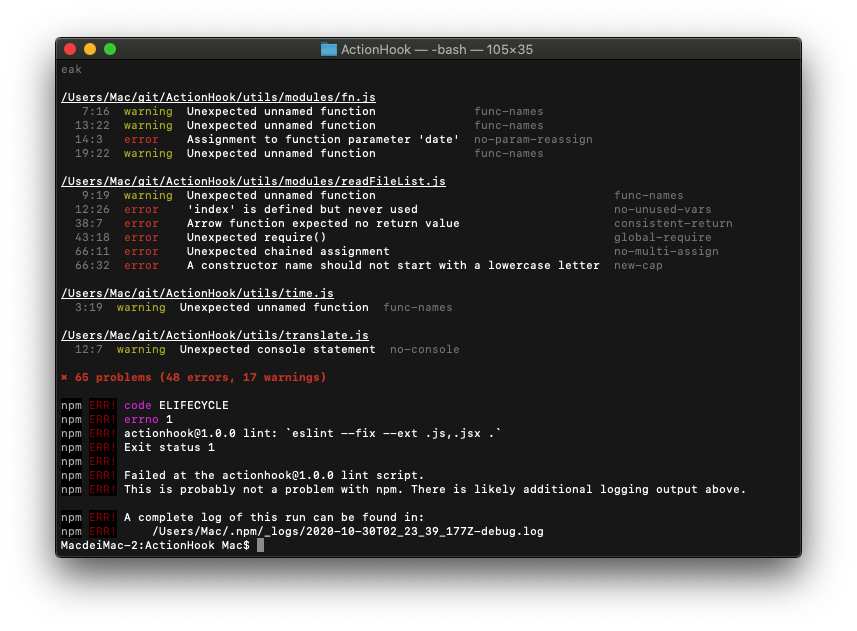 ActionHook — -bash — 105×35
eak
/Users/Mac/git/ActionHook/utils/modules/fn.js
7:16 warning Unexpected unnamed function func-names
13:22 warning Unexpected unnamed function func-names
14:3 error Assignment to function parameter 'date' no-param-reassign
19:22 warning Unexpected unnamed function func-names
/Users/Mac/git/ActionHook/utils/modules/readFileList.js
9:19 warning Unexpected unnamed function func-names
12:26 error 'index' is defined but never used no-unused-vars
38:7 error Arrow function expected no return value consistent-return
43:18 error Unexpected require() global-require
66:11 error Unexpected chained assignment no-multi-assign
66:32 error A constructor name should not start with a lowercase letter new-cap
/Users/Mac/git/ActionHook/utils/time.js
3:19 warning Unexpected unnamed function func-names
/Users/Mac/git/ActionHook/utils/translate.js
12:7 warning Unexpected console statement no-console
✖ 65 problems (48 errors, 17 warnings)
npm ERR! code ELIFECYCLE
npm ERR! errno 1
npm ERR! actionhook@1.0.0 lint: `eslint --fix --ext .js,.jsx .`
npm ERR! Exit status 1
npm ERR!
npm ERR! Failed at the actionhook@1.0.0 lint script.
npm ERR! This is probably not a problem with npm. There is likely additional logging output above.
npm ERR! A complete log of this run can be found in:
npm ERR! /Users/Mac/.npm/_logs/2020-10-30T02_23_39_177Z-debug.log
MacdeiMac-2:ActionHook Mac$